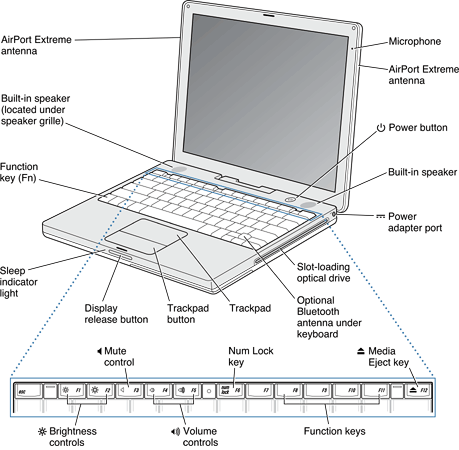 AirPort Extreme
antenna
Microphone
AirPort Extreme
antenna
Built-in speaker
(located under
speaker grille)
Power button
Function
key (Fn)
Built-in speaker
Power
adapter port
Sleep
indicator
light
Display
release button
Trackpad
button
Trackpad
Slot-loading
optical drive
Optional
Bluetooth
antenna under
keyboard
Mute
control
Num Lock
key
Media
Eject key
esc F1 F2 F3 F4 F5 num lock F6 F7 F8 F9 F10 F11 F12
Brightness
controls
Volume
controls
Function keys